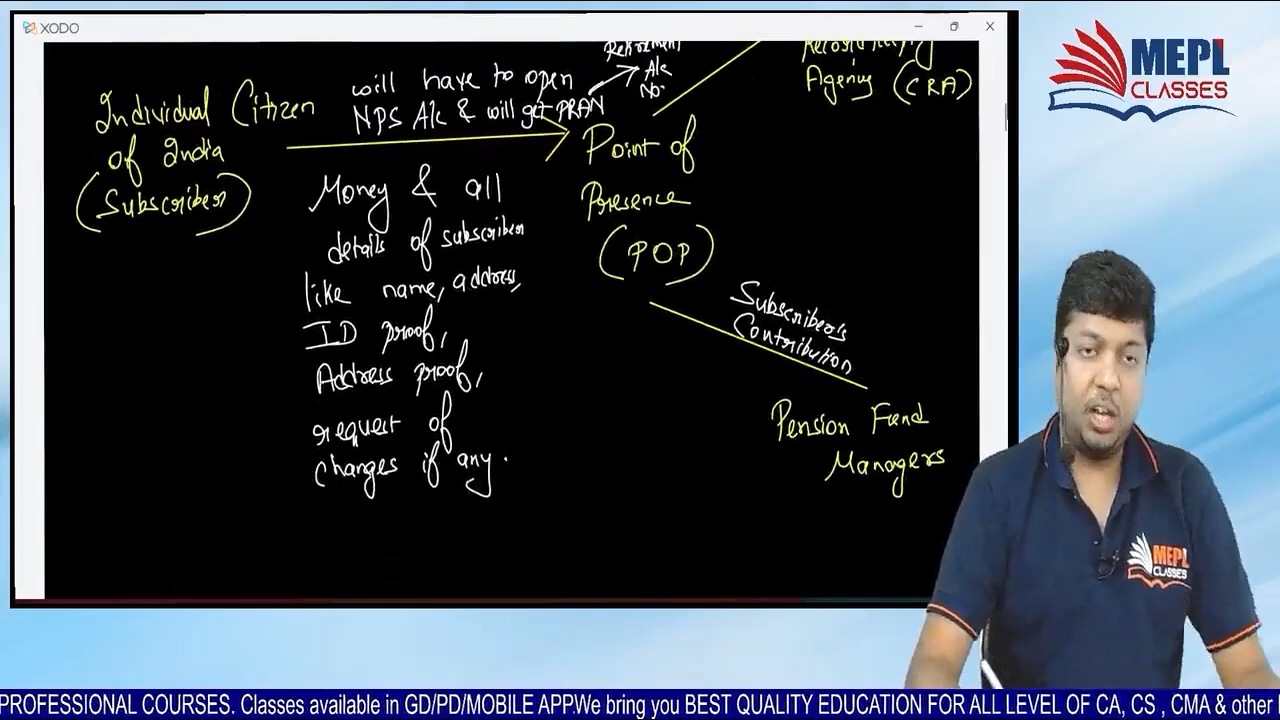 XODO
MEPL
CLASSES
Retirement
A/c
No.
will have to open
NPS A/c & will get PRAN
Individual Citizen
of India
(Subscriber)
Agency (CRA)
Point of
Presence
(POP)
Money & all
details of subscriber
like name, address,
ID proof,
Address proof,
request of
changes if any.
Subscriber's
Contribution
Pension Fund
Managers
MEPL
CLASSES
PROFESSIONAL COURSES. Classes available in GD/PD/MOBILE APPWe bring you BEST QUALITY EDUCATION FOR ALL LEVEL OF CA, CS , CMA & other